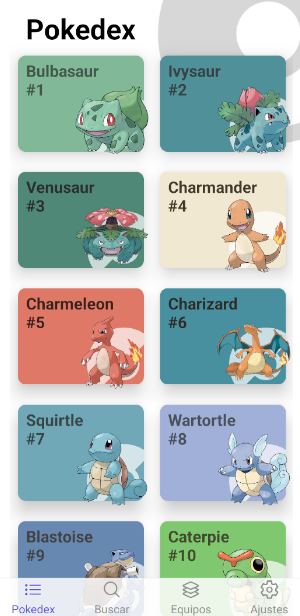 Pokedex
Bulbasaur
#1
Ivysaur
#2
Venusaur
#3
Charmander
#4
Charmeleon
#5
Charizard
#6
Squirtle
#7
Wartortle
#8
Blastoise
#9
Caterpie
#10
Pokedex
Buscar
Equipos
Ajustes